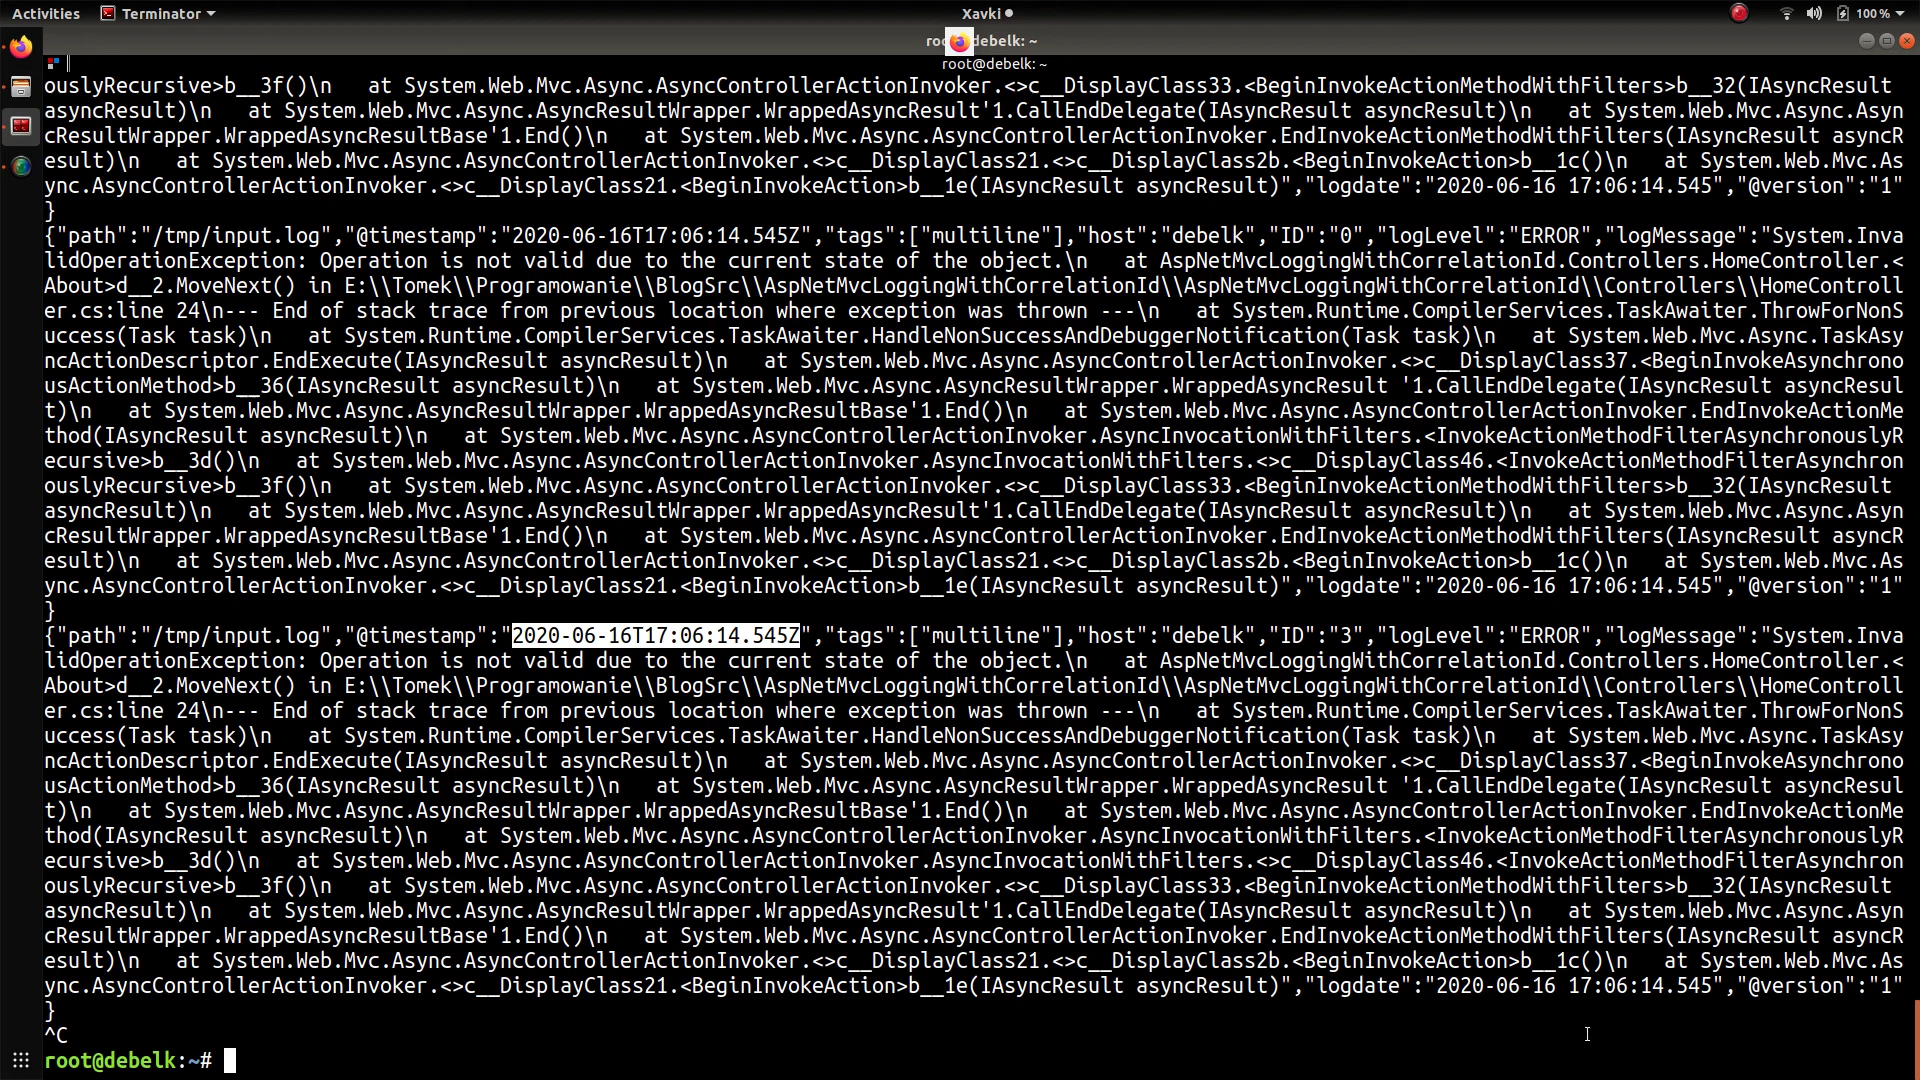 Activities Terminator Xavki 100 %
debelk: ~
root@debelk: ~
ouslyRecursive>b__3f()\n   at System.Web.Mvc.Async.AsyncControllerActionInvoker.<>c__DisplayClass33.<BeginInvokeActionMethodWithFilters>b__32(IAsyncResult
asyncResult)\n   at System.Web.Mvc.Async.AsyncResultWrapper.WrappedAsyncResult'1.CallEndDelegate(IAsyncResult asyncResult)\n   at System.Web.Mvc.Async.Asyn
cResultWrapper.WrappedAsyncResultBase'1.End()\n   at System.Web.Mvc.Async.AsyncControllerActionInvoker.EndInvokeActionMethodWithFilters(IAsyncResult asyncR
esult)\n   at System.Web.Mvc.Async.AsyncControllerActionInvoker.<>c__DisplayClass21.<>c__DisplayClass2b.<BeginInvokeAction>b__1c()\n   at System.Web.Mvc.As
ync.AsyncControllerActionInvoker.<>c__DisplayClass21.<BeginInvokeAction>b__1e(IAsyncResult asyncResult)","logdate":"2020-06-16 17:06:14.545","@version":"1"
}
{"path":"/tmp/input.log","@timestamp":"2020-06-16T17:06:14.545Z","tags":["multiline"],"host":"debelk","ID":"0","logLevel":"ERROR","logMessage":"System.Inva
lidOperationException: Operation is not valid due to the current state of the object.\n   at AspNetMvcLoggingWithCorrelationId.Controllers.HomeController.<
About>d__2.MoveNext() in E:\\Tomek\\Programowanie\\BlogSrc\\AspNetMvcLoggingWithCorrelationId\\AspNetMvcLoggingWithCorrelationId\\Controllers\\HomeControll
er.cs:line 24\n--- End of stack trace from previous location where exception was thrown ---\n   at System.Runtime.CompilerServices.TaskAwaiter.ThrowForNonS
uccess(Task task)\n   at System.Runtime.CompilerServices.TaskAwaiter.HandleNonSuccessAndDebuggerNotification(Task task)\n   at System.Web.Mvc.Async.TaskAsy
ncActionDescriptor.EndExecute(IAsyncResult asyncResult)\n   at System.Web.Mvc.Async.AsyncControllerActionInvoker.<>c__DisplayClass37.<BeginInvokeAsynchrono
usActionMethod>b__36(IAsyncResult asyncResult)\n   at System.Web.Mvc.Async.AsyncResultWrapper.WrappedAsyncResult '1.CallEndDelegate(IAsyncResult asyncResul
t)\n   at System.Web.Mvc.Async.AsyncResultWrapper.WrappedAsyncResultBase'1.End()\n   at System.Web.Mvc.Async.AsyncControllerActionInvoker.EndInvokeActionMe
thod(IAsyncResult asyncResult)\n   at System.Web.Mvc.Async.AsyncControllerActionInvoker.AsyncInvocationWithFilters.<InvokeActionMethodFilterAsynchronouslyR
ecursive>b__3d()\n   at System.Web.Mvc.Async.AsyncControllerActionInvoker.AsyncInvocationWithFilters.<>c__DisplayClass46.<InvokeActionMethodFilterAsynchron
ouslyRecursive>b__3f()\n   at System.Web.Mvc.Async.AsyncControllerActionInvoker.<>c__DisplayClass33.<BeginInvokeActionMethodWithFilters>b__32(IAsyncResult
asyncResult)\n   at System.Web.Mvc.Async.AsyncResultWrapper.WrappedAsyncResult'1.CallEndDelegate(IAsyncResult asyncResult)\n   at System.Web.Mvc.Async.Asyn
cResultWrapper.WrappedAsyncResultBase'1.End()\n   at System.Web.Mvc.Async.AsyncControllerActionInvoker.EndInvokeActionMethodWithFilters(IAsyncResult asyncR
esult)\n   at System.Web.Mvc.Async.AsyncControllerActionInvoker.<>c__DisplayClass21.<>c__DisplayClass2b.<BeginInvokeAction>b__1c()\n   at System.Web.Mvc.As
ync.AsyncControllerActionInvoker.<>c__DisplayClass21.<BeginInvokeAction>b__1e(IAsyncResult asyncResult)","logdate":"2020-06-16 17:06:14.545","@version":"1"
}
{"path":"/tmp/input.log","@timestamp":"2020-06-16T17:06:14.545Z","tags":["multiline"],"host":"debelk","ID":"3","logLevel":"ERROR","logMessage":"System.Inva
lidOperationException: Operation is not valid due to the current state of the object.\n   at AspNetMvcLoggingWithCorrelationId.Controllers.HomeController.<
About>d__2.MoveNext() in E:\\Tomek\\Programowanie\\BlogSrc\\AspNetMvcLoggingWithCorrelationId\\AspNetMvcLoggingWithCorrelationId\\Controllers\\HomeControll
er.cs:line 24\n--- End of stack trace from previous location where exception was thrown ---\n   at System.Runtime.CompilerServices.TaskAwaiter.ThrowForNonS
uccess(Task task)\n   at System.Runtime.CompilerServices.TaskAwaiter.HandleNonSuccessAndDebuggerNotification(Task task)\n   at System.Web.Mvc.Async.TaskAsy
ncActionDescriptor.EndExecute(IAsyncResult asyncResult)\n   at System.Web.Mvc.Async.AsyncControllerActionInvoker.<>c__DisplayClass37.<BeginInvokeAsynchrono
usActionMethod>b__36(IAsyncResult asyncResult)\n   at System.Web.Mvc.Async.AsyncResultWrapper.WrappedAsyncResult '1.CallEndDelegate(IAsyncResult asyncResul
t)\n   at System.Web.Mvc.Async.AsyncResultWrapper.WrappedAsyncResultBase'1.End()\n   at System.Web.Mvc.Async.AsyncControllerActionInvoker.EndInvokeActionMe
thod(IAsyncResult asyncResult)\n   at System.Web.Mvc.Async.AsyncControllerActionInvoker.AsyncInvocationWithFilters.<InvokeActionMethodFilterAsynchronouslyR
ecursive>b__3d()\n   at System.Web.Mvc.Async.AsyncControllerActionInvoker.AsyncInvocationWithFilters.<>c__DisplayClass46.<InvokeActionMethodFilterAsynchron
ouslyRecursive>b__3f()\n   at System.Web.Mvc.Async.AsyncControllerActionInvoker.<>c__DisplayClass33.<BeginInvokeActionMethodWithFilters>b__32(IAsyncResult
asyncResult)\n   at System.Web.Mvc.Async.AsyncResultWrapper.WrappedAsyncResult'1.CallEndDelegate(IAsyncResult asyncResult)\n   at System.Web.Mvc.Async.Asyn
cResultWrapper.WrappedAsyncResultBase'1.End()\n   at System.Web.Mvc.Async.AsyncControllerActionInvoker.EndInvokeActionMethodWithFilters(IAsyncResult asyncR
esult)\n   at System.Web.Mvc.Async.AsyncControllerActionInvoker.<>c__DisplayClass21.<>c__DisplayClass2b.<BeginInvokeAction>b__1c()\n   at System.Web.Mvc.As
ync.AsyncControllerActionInvoker.<>c__DisplayClass21.<BeginInvokeAction>b__1e(IAsyncResult asyncResult)","logdate":"2020-06-16 17:06:14.545","@version":"1"
}
^C
root@debelk:~#